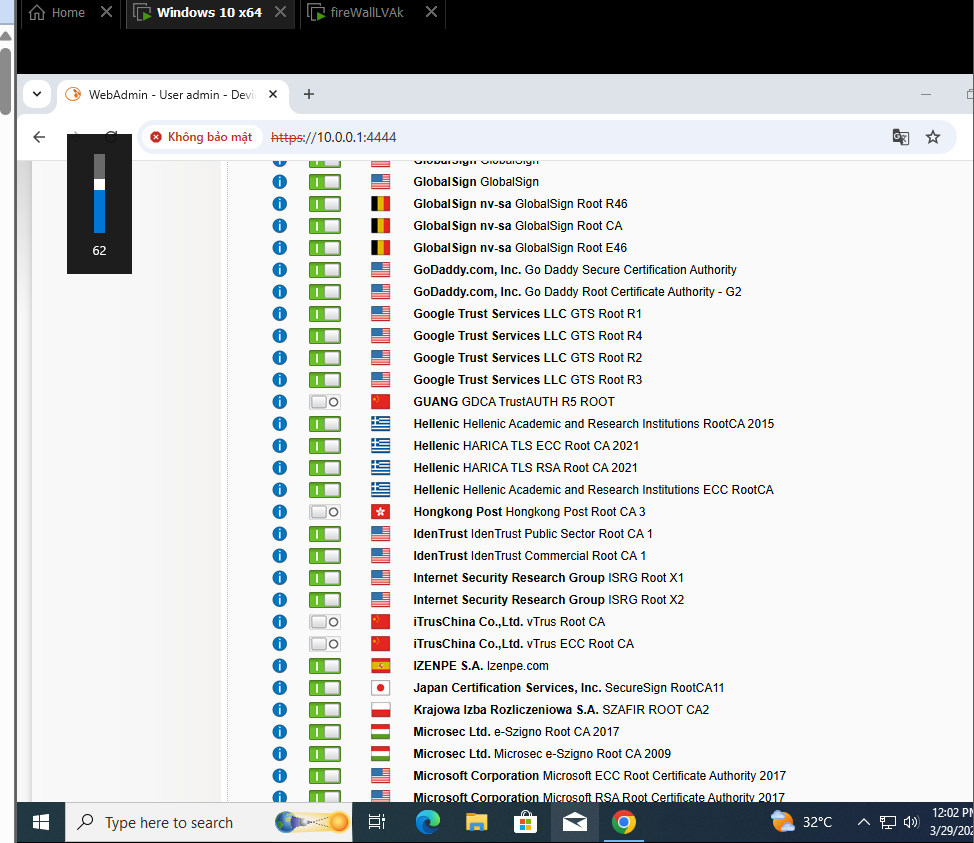 Home
Windows 10 x64
fireWallLVAk
WebAdmin - User admin - Devi
Không bảo mật
https://10.0.0.1:4444
62
GlobalSign GlobalSign
GlobalSign GlobalSign
GlobalSign nv-sa GlobalSign Root R46
GlobalSign nv-sa GlobalSign Root CA
GlobalSign nv-sa GlobalSign Root E46
GoDaddy.com, Inc. Go Daddy Secure Certification Authority
GoDaddy.com, Inc. Go Daddy Root Certificate Authority - G2
Google Trust Services LLC GTS Root R1
Google Trust Services LLC GTS Root R4
Google Trust Services LLC GTS Root R2
Google Trust Services LLC GTS Root R3
GUANG GDCA TrustAUTH R5 ROOT
Hellenic Hellenic Academic and Research Institutions RootCA 2015
Hellenic HARICA TLS ECC Root CA 2021
Hellenic HARICA TLS RSA Root CA 2021
Hellenic Hellenic Academic and Research Institutions ECC RootCA
Hongkong Post Hongkong Post Root CA 3
IdenTrust IdenTrust Public Sector Root CA 1
IdenTrust IdenTrust Commercial Root CA 1
Internet Security Research Group ISRG Root X1
Internet Security Research Group ISRG Root X2
iTrusChina Co.,Ltd. vTrus Root CA
iTrusChina Co.,Ltd. vTrus ECC Root CA
IZENPE S.A. Izenpe.com
Japan Certification Services, Inc. SecureSign RootCA11
Krajowa Izba Rozliczeniowa S.A. SZAFIR ROOT CA2
Microsec Ltd. e-Szigno Root CA 2017
Microsec Ltd. Microsec e-Szigno Root CA 2009
Microsoft Corporation Microsoft ECC Root Certificate Authority 2017
Microsoft Corporation Microsoft RSA Root Certificate Authority 2017
Type here to search
32°C
12:02 PM
3/29/202